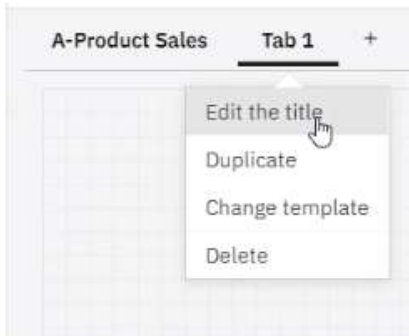 A-Product Sales Tab 1 +
Edit the title
Duplicate
Change template
Delete